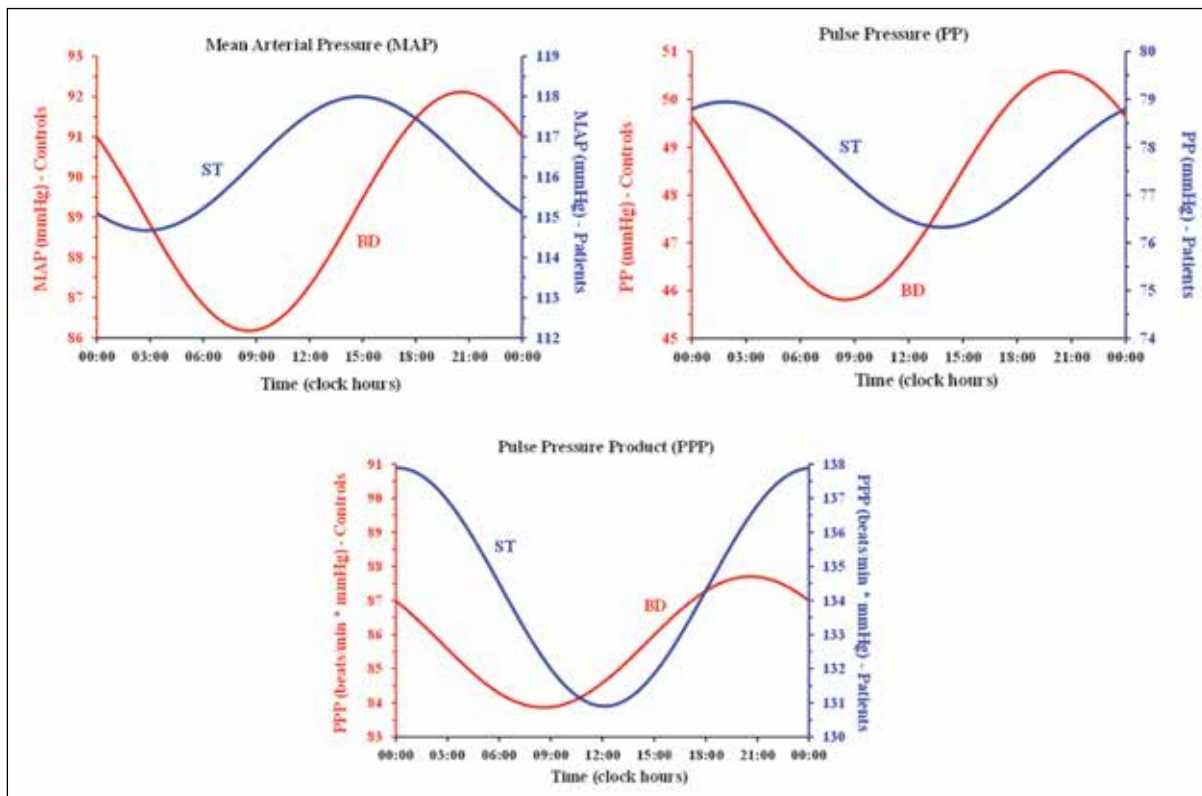 Mean Arterial Pressure (MAP)
MAP (mmHg) - Controls
93
92
91
90
89
88
87
86
119
118
117
116
115
114
113
112
MAP (mmHg) - Patients
ST
BD
00:00 03:00 06:00 09:00 12:00 15:00 18:00 21:00 00:00
Time (clock hours)
Pulse Pressure (PP)
PP (mmHg) - Controls
51
50
49
48
47
46
45
80
79
78
77
76
75
74
PP (mmHg) - Patients
ST
BD
00:00 03:00 06:00 09:00 12:00 15:00 18:00 21:00 00:00
Time (clock hours)
Pulse Pressure Product (PPP)
PPP (beats/min * mmHg) - Controls
91
90
89
88
87
86
85
84
83
138
137
136
135
134
133
132
131
130
PPP (beats/min * mmHg) - Patients
ST
BD
00:00 03:00 06:00 09:00 12:00 15:00 18:00 21:00 00:00
Time (clock hours)